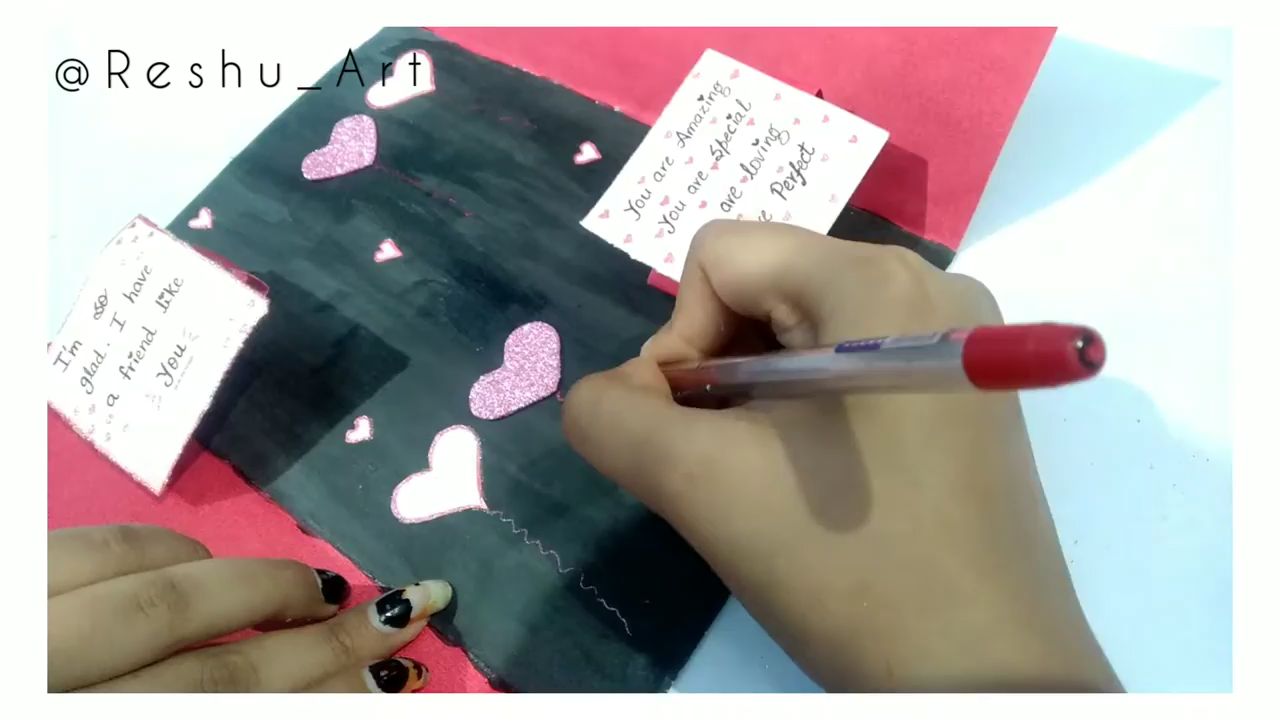 @Reshu_Art
You are Amazing
You are Special
are loving
Perfect
I'm so
glad. I have
a friend like
You